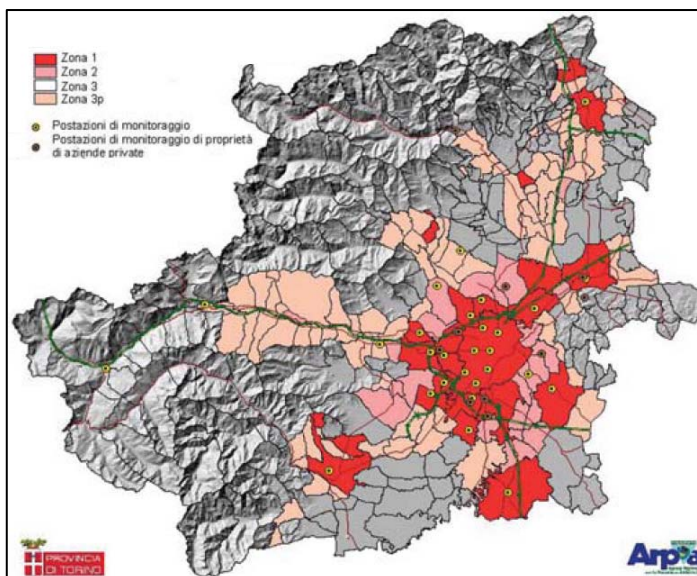 Zona 1
Zona 2
Zona 3
Zona 3p
Postazioni di monitoraggio
Postazioni di monitoraggio di proprietà
di aziende private
PROVINCIA
DI TORINO
Arpa